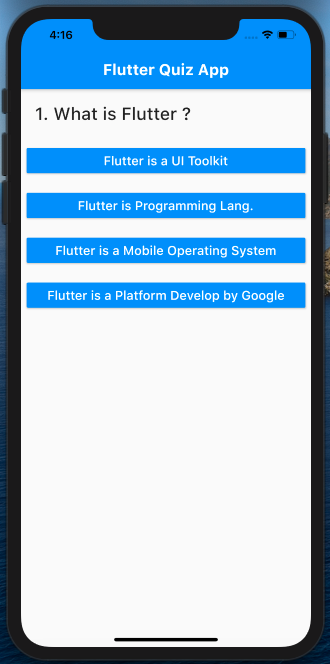 4:16
Flutter Quiz App
1. What is Flutter ?
Flutter is a UI Toolkit
Flutter is Programming Lang.
Flutter is a Mobile Operating System
Flutter is a Platform Develop by Google